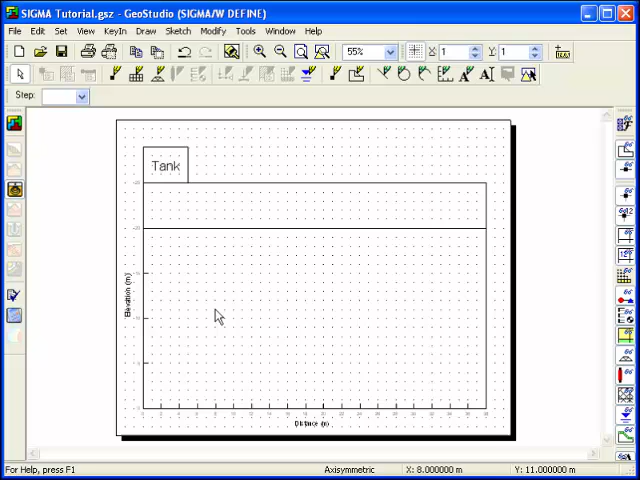 SIGMA Tutorial.gsz - GeoStudio (SIGMA/W DEFINE)
File Edit Set View KeyIn Draw Sketch Modify Tools Window Help
55% X: 1 Y: 1
Step:
Tank
Elevation (m)
Distance (m)
For Help, press F1 Axisymmetric X: 8.000000 m Y: 11.000000 m